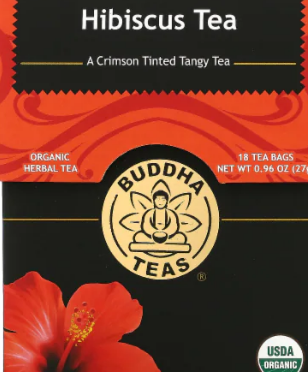 Hibiscus Tea
A Crimson Tinted Tangy Tea
ORGANIC
HERBAL TEA
18 TEA BAGS
NET WT 0.96 OZ (27g
BUDDHA
TEAS
®
USDA
ORGANIC